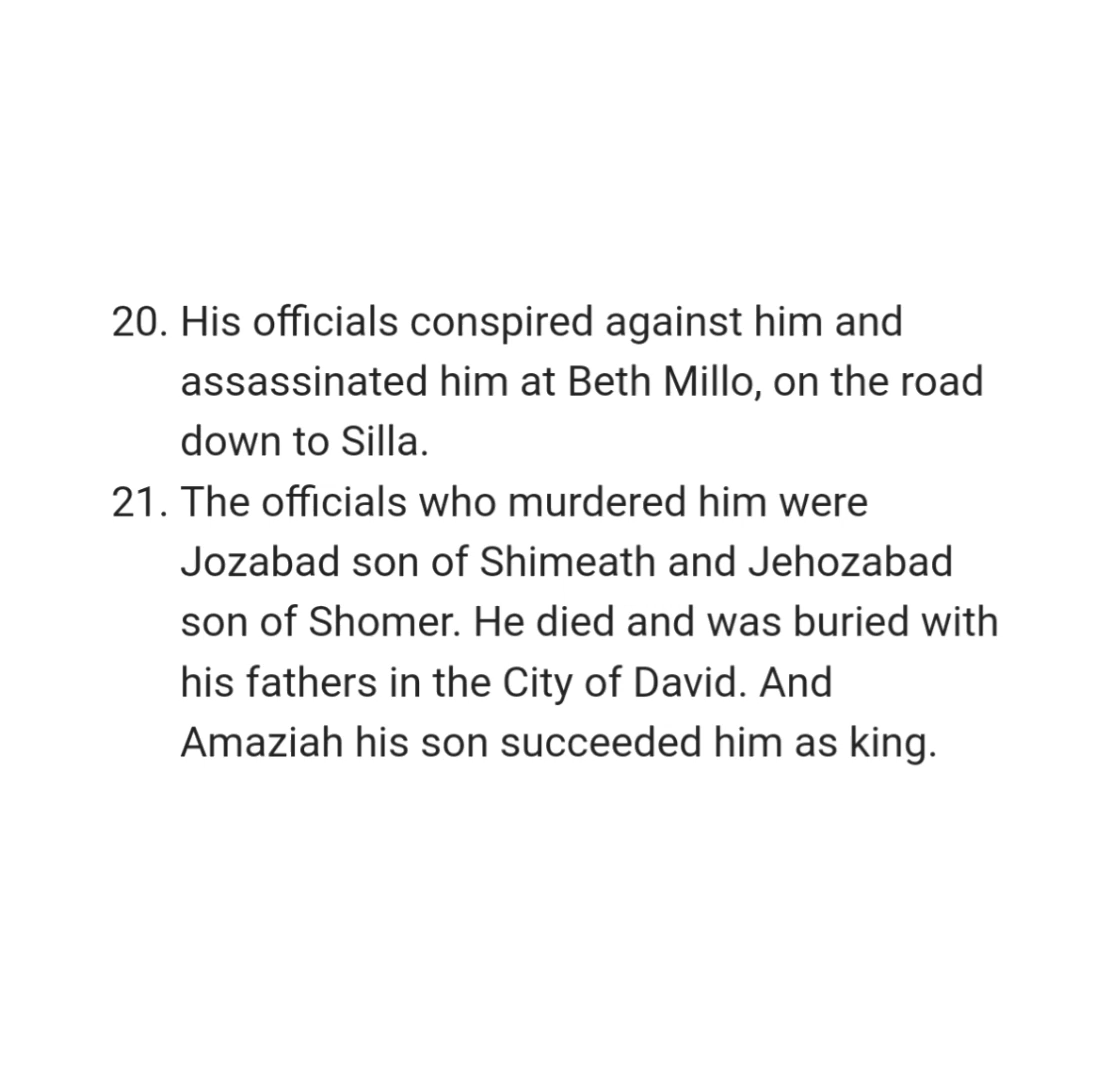 20. His officials conspired against him and
assassinated him at Beth Millo, on the road
down to Silla.
21. The officials who murdered him were
Jozabad son of Shimeath and Jehozabad
son of Shomer. He died and was buried with
his fathers in the City of David. And
Amaziah his son succeeded him as king.